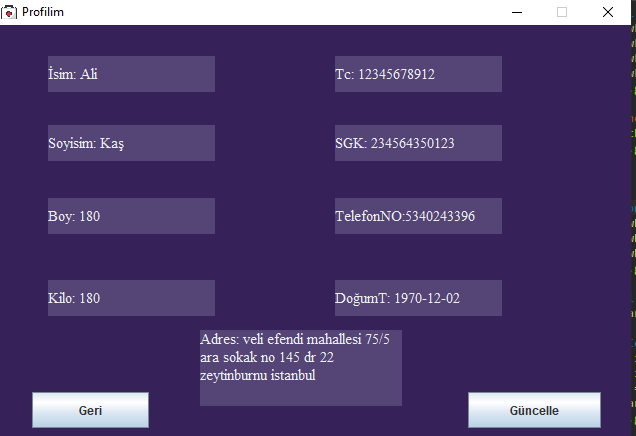 Profilim
İsim: Ali
Tc: 12345678912
Soyisim: Kaş
SGK: 234564350123
Boy: 180
TelefonNO:5340243396
Kilo: 180
DoğumT: 1970-12-02
Adres: veli efendi mahallesi 75/5
ara sokak no 145 dr 22
zeytinburnu istanbul
Geri
Güncelle